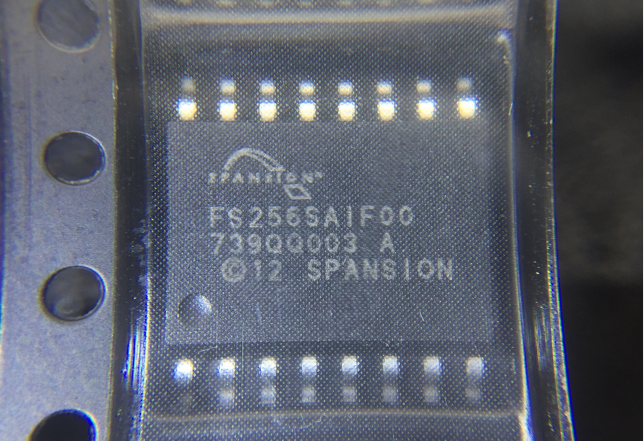 SPANSION®
FS256SAIF00
739QQ003 A
©12 SPANSION